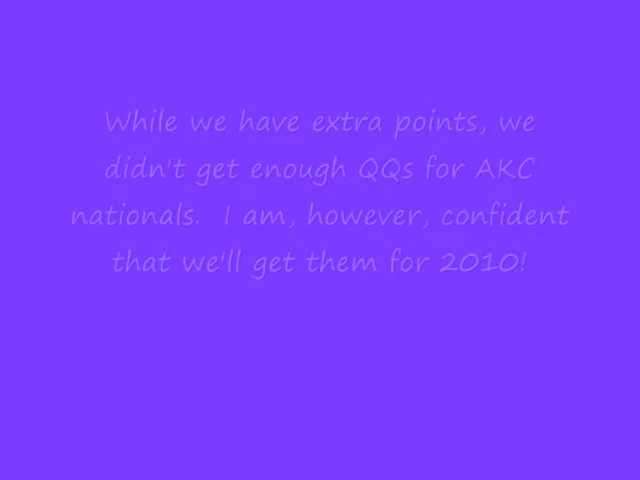 While we have extra points, we
didn't get enough QQs for AKC
nationals.  I am, however, confident
that we'll get them for 2010!